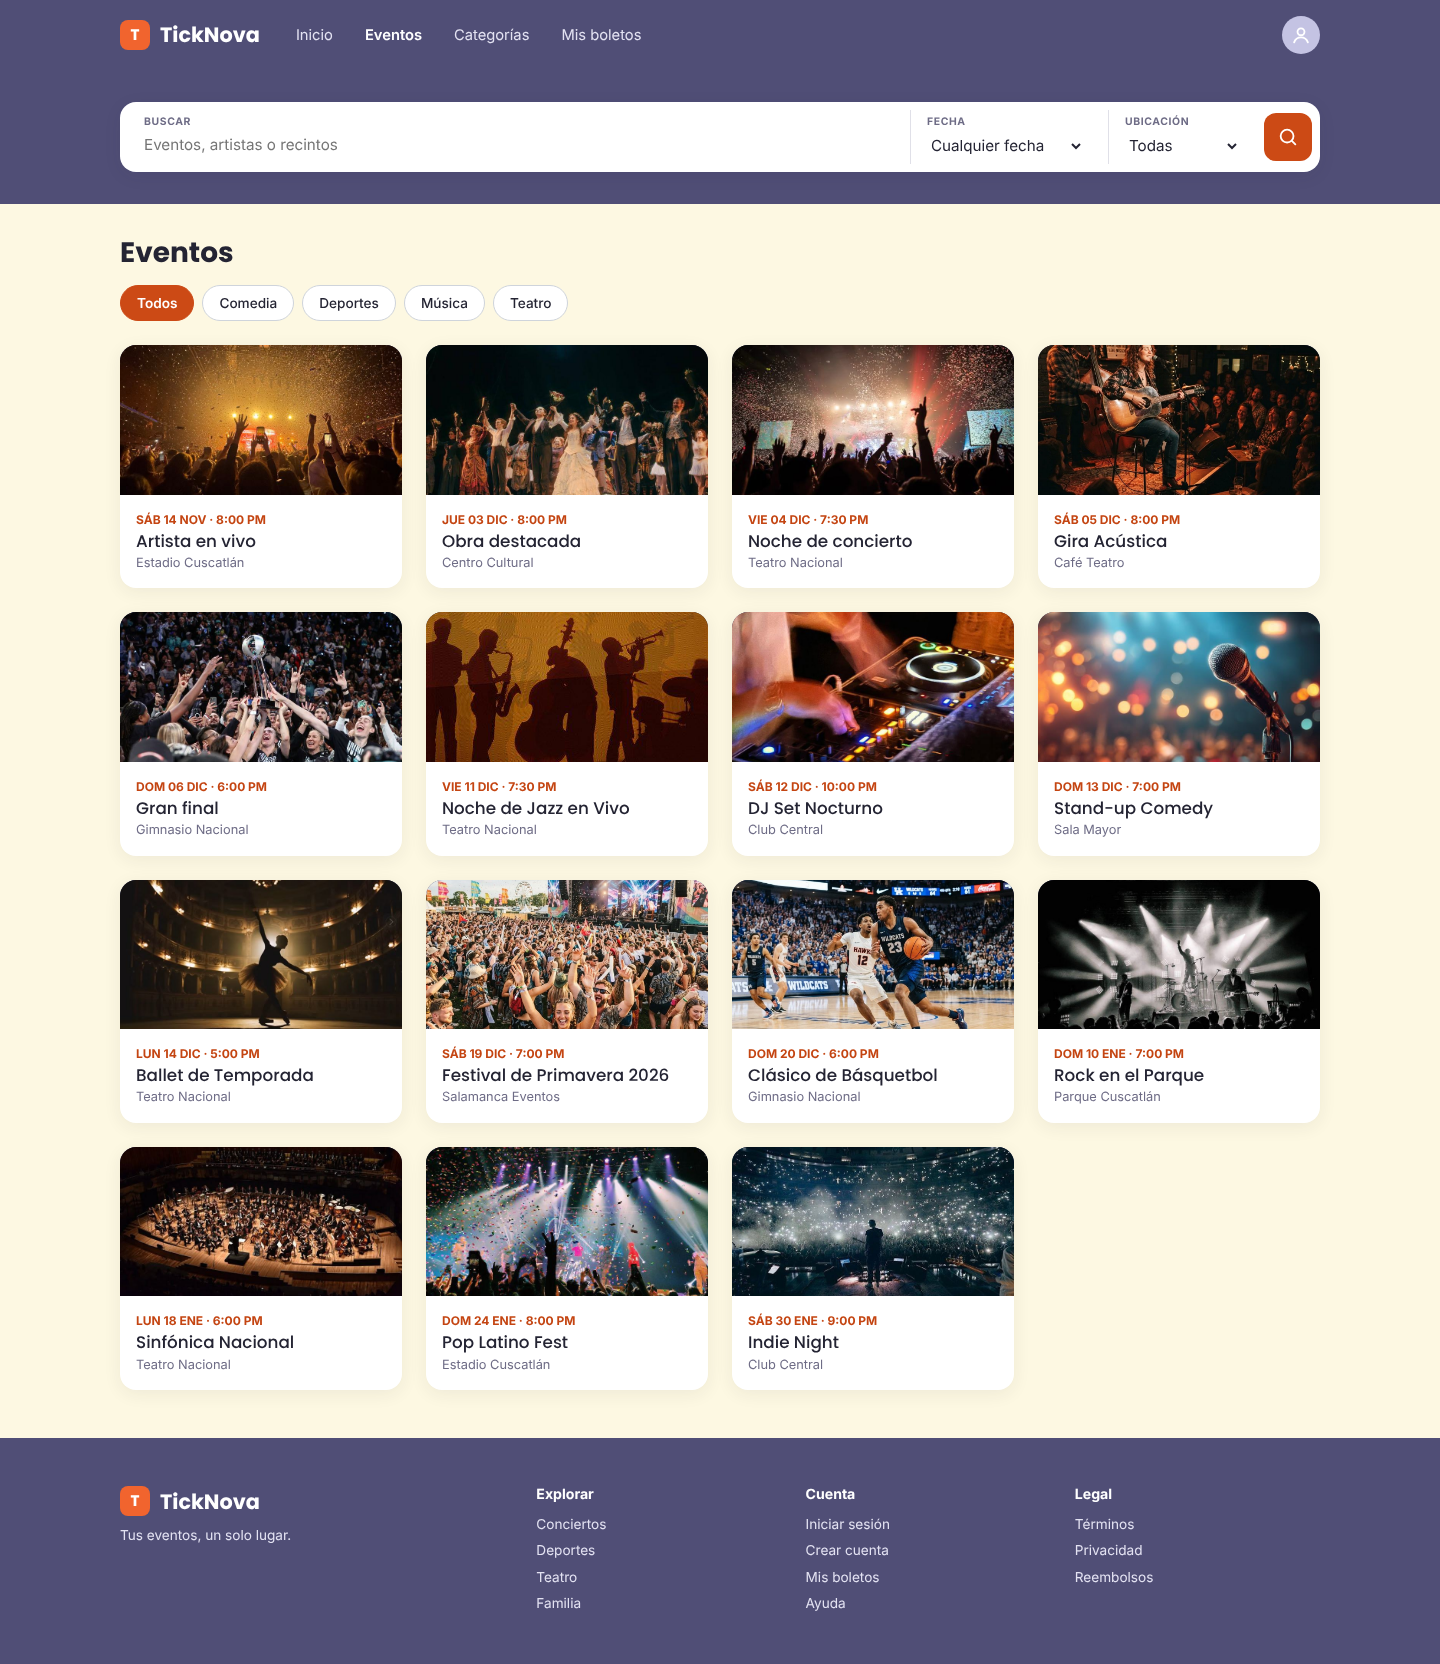 T TickNova Inicio Eventos Categorías Mis boletos
BUSCAR
Eventos, artistas o recintos
FECHA
Cualquier fecha
UBICACIÓN
Todas
Eventos
Todos Comedia Deportes Música Teatro
SÁB 14 NOV · 8:00 PM
Artista en vivo
Estadio Cuscatlán
JUE 03 DIC · 8:00 PM
Obra destacada
Centro Cultural
VIE 04 DIC · 7:30 PM
Noche de concierto
Teatro Nacional
SÁB 05 DIC · 8:00 PM
Gira Acústica
Café Teatro
DOM 06 DIC · 6:00 PM
Gran final
Gimnasio Nacional
VIE 11 DIC · 7:30 PM
Noche de Jazz en Vivo
Teatro Nacional
SÁB 12 DIC · 10:00 PM
DJ Set Nocturno
Club Central
DOM 13 DIC · 7:00 PM
Stand-up Comedy
Sala Mayor
LUN 14 DIC · 5:00 PM
Ballet de Temporada
Teatro Nacional
SÁB 19 DIC · 7:00 PM
Festival de Primavera 2026
Salamanca Eventos
WILDCATS
23
HAWKS
12
WILDCATS
DOM 20 DIC · 6:00 PM
Clásico de Básquetbol
Gimnasio Nacional
DOM 10 ENE · 7:00 PM
Rock en el Parque
Parque Cuscatlán
LUN 18 ENE · 6:00 PM
Sinfónica Nacional
Teatro Nacional
DOM 24 ENE · 8:00 PM
Pop Latino Fest
Estadio Cuscatlán
SÁB 30 ENE · 9:00 PM
Indie Night
Club Central
T TickNova
Tus eventos, un solo lugar.
Explorar
Conciertos
Deportes
Teatro
Familia
Cuenta
Iniciar sesión
Crear cuenta
Mis boletos
Ayuda
Legal
Términos
Privacidad
Reembolsos